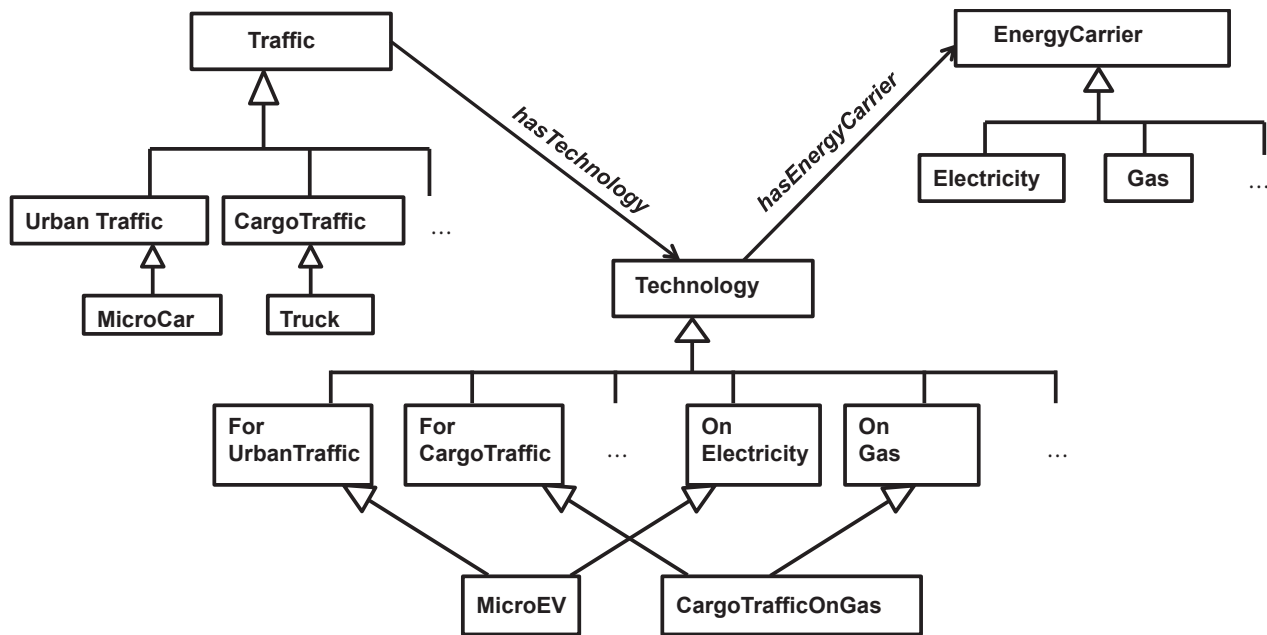 Traffic
EnergyCarrier
hasTechnology
hasEnergyCarrier
Electricity
Gas
...
Urban Traffic
CargoTraffic
...
Technology
MicroCar
Truck
For
UrbanTraffic
For
CargoTraffic
...
On
Electricity
On
Gas
...
MicroEV
CargoTrafficOnGas